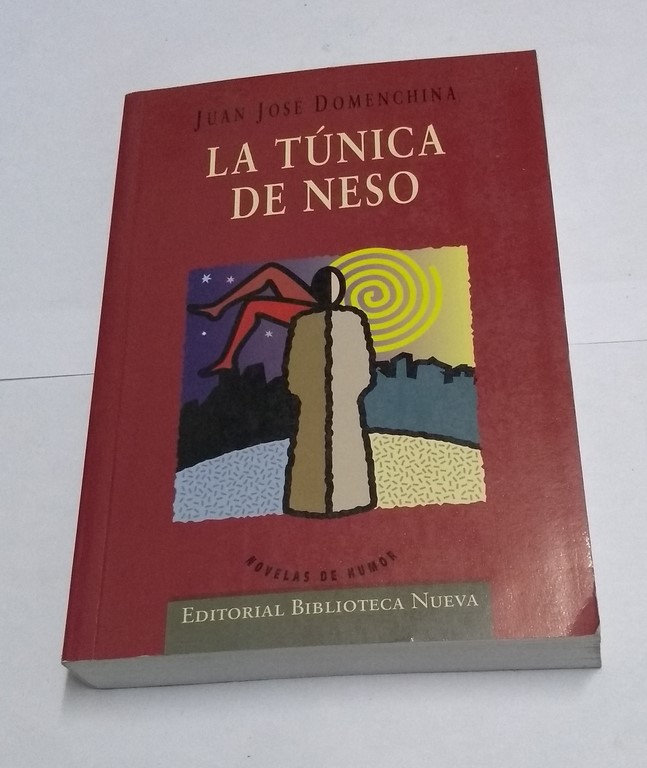 JUAN JOSÉ DOMENCHINA
LA TÚNICA
DE NESO
NOVELAS DE HUMOR
EDITORIAL BIBLIOTECA NUEVA